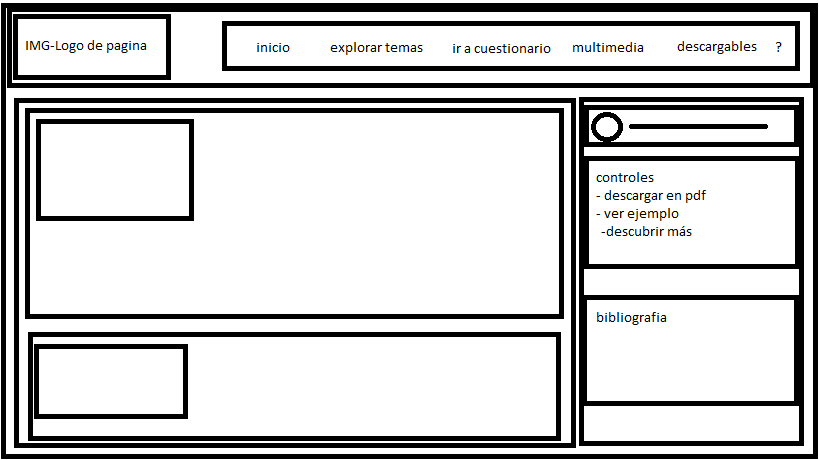 IMG-Logo de pagina
inicio explorar temas ir a cuestionario multimedia descargables ?
controles
- descargar en pdf
- ver ejemplo
-descubrir más
bibliografia